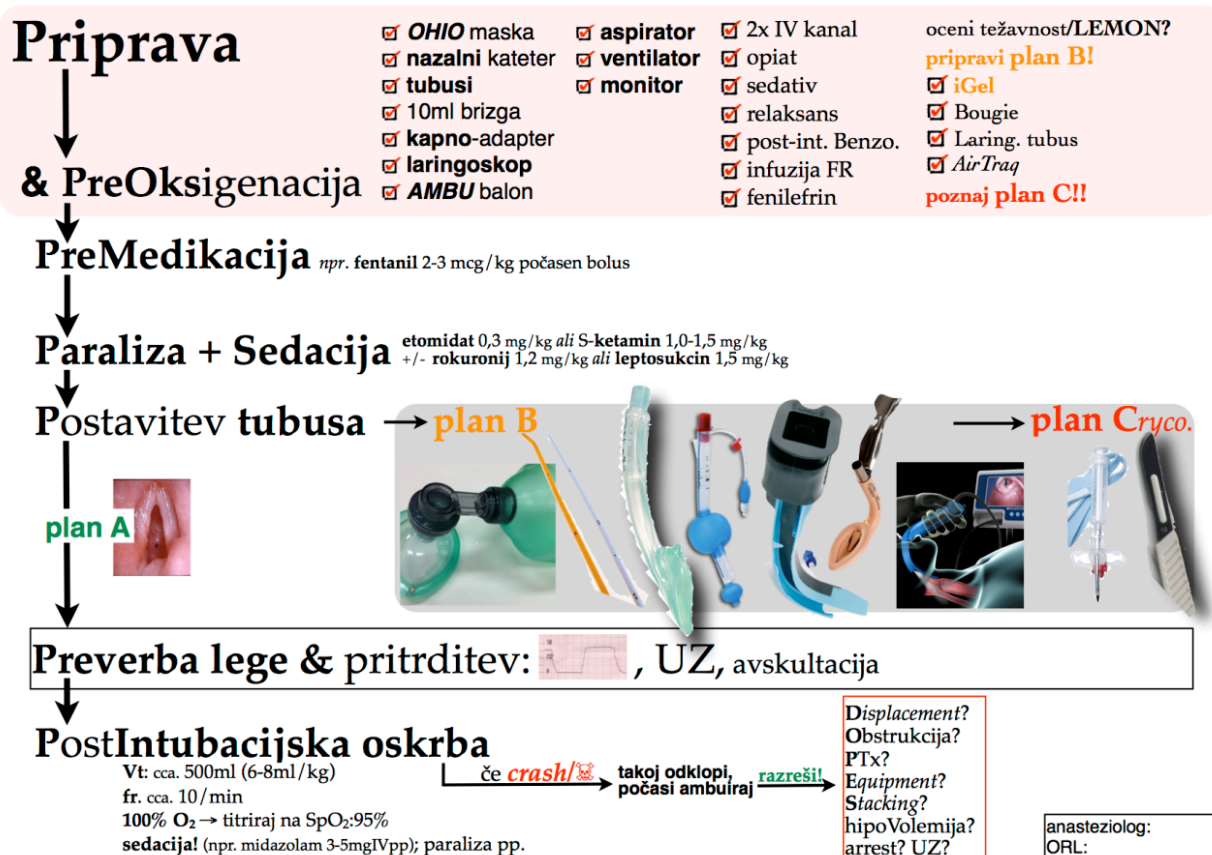 Priprava
& PreOksigenacija
OHIO maska
nazalni kateter
tubusi
10ml brizga
kapno-adapter
laringoskop
AMBU balon
aspirator
ventilator
monitor
2x IV kanal
opiat
sedativ
relaksans
post-int. Benzo.
infuzija FR
fenilefrin
oceni težavnost/LEMON?
pripravi plan B!
iGel
Bougie
Laring. tubus
AirTraq
poznaj plan C!!
PreMedikacija npr. fentanil 2-3 mcg/kg počasen bolus
Paraliza + Sedacija
etomidat 0,3 mg/kg ali S-ketamin 1,0-1,5 mg/kg
+/- rokuronij 1,2 mg/kg ali leptosukcin 1,5 mg/kg
Postavitev tubusa
plan B
plan Cryco.
plan A
Preverba lege & pritrditev: , UZ, avskultacija
PostIntubacijska oskrba
Vt: cca. 500ml (6-8ml/kg)
fr. cca. 10/min
100% O₂ → titriraj na SpO₂:95%
sedacija! (npr. midazolam 3-5mgIVpp); paraliza pp.
če crash/☠
takoj odklopi,
počasi ambuiraj
razreši!
Displacement?
Obstrukcija?
PTx?
Equipment?
Stacking?
hipoVolemija?
arrest? UZ?
anasteziolog:
ORL: